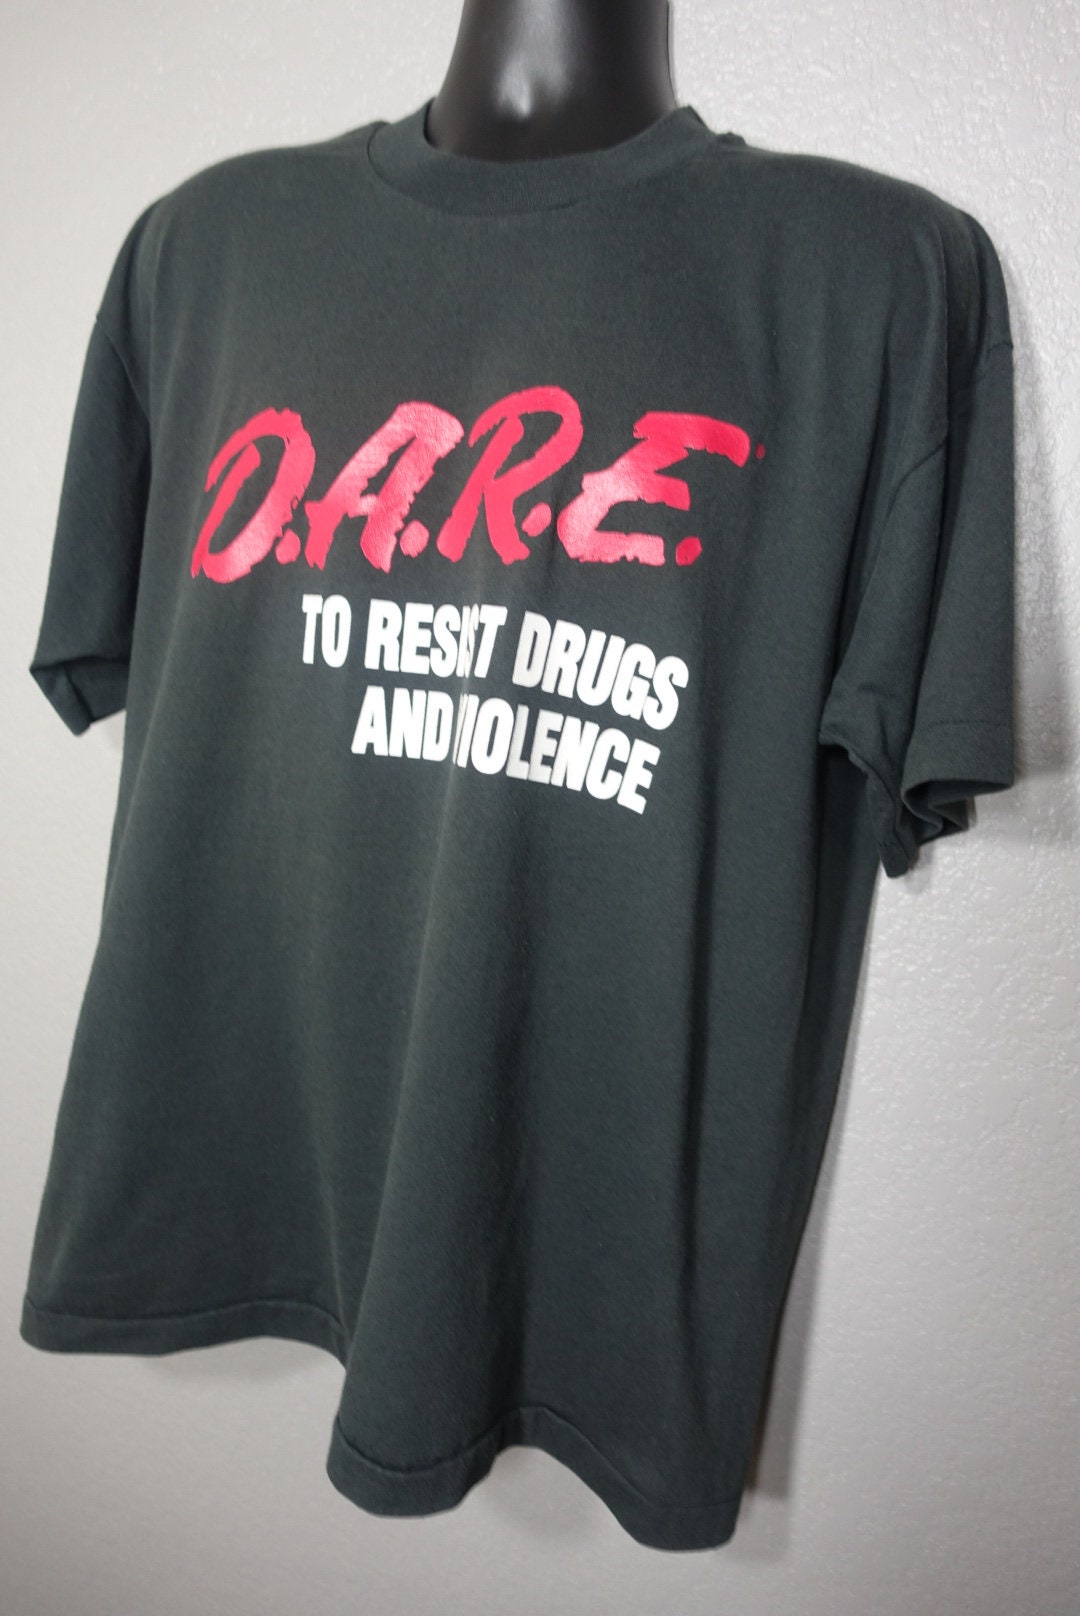 D.A.R.E.
TO RESIST DRUGS
AND VIOLENCE